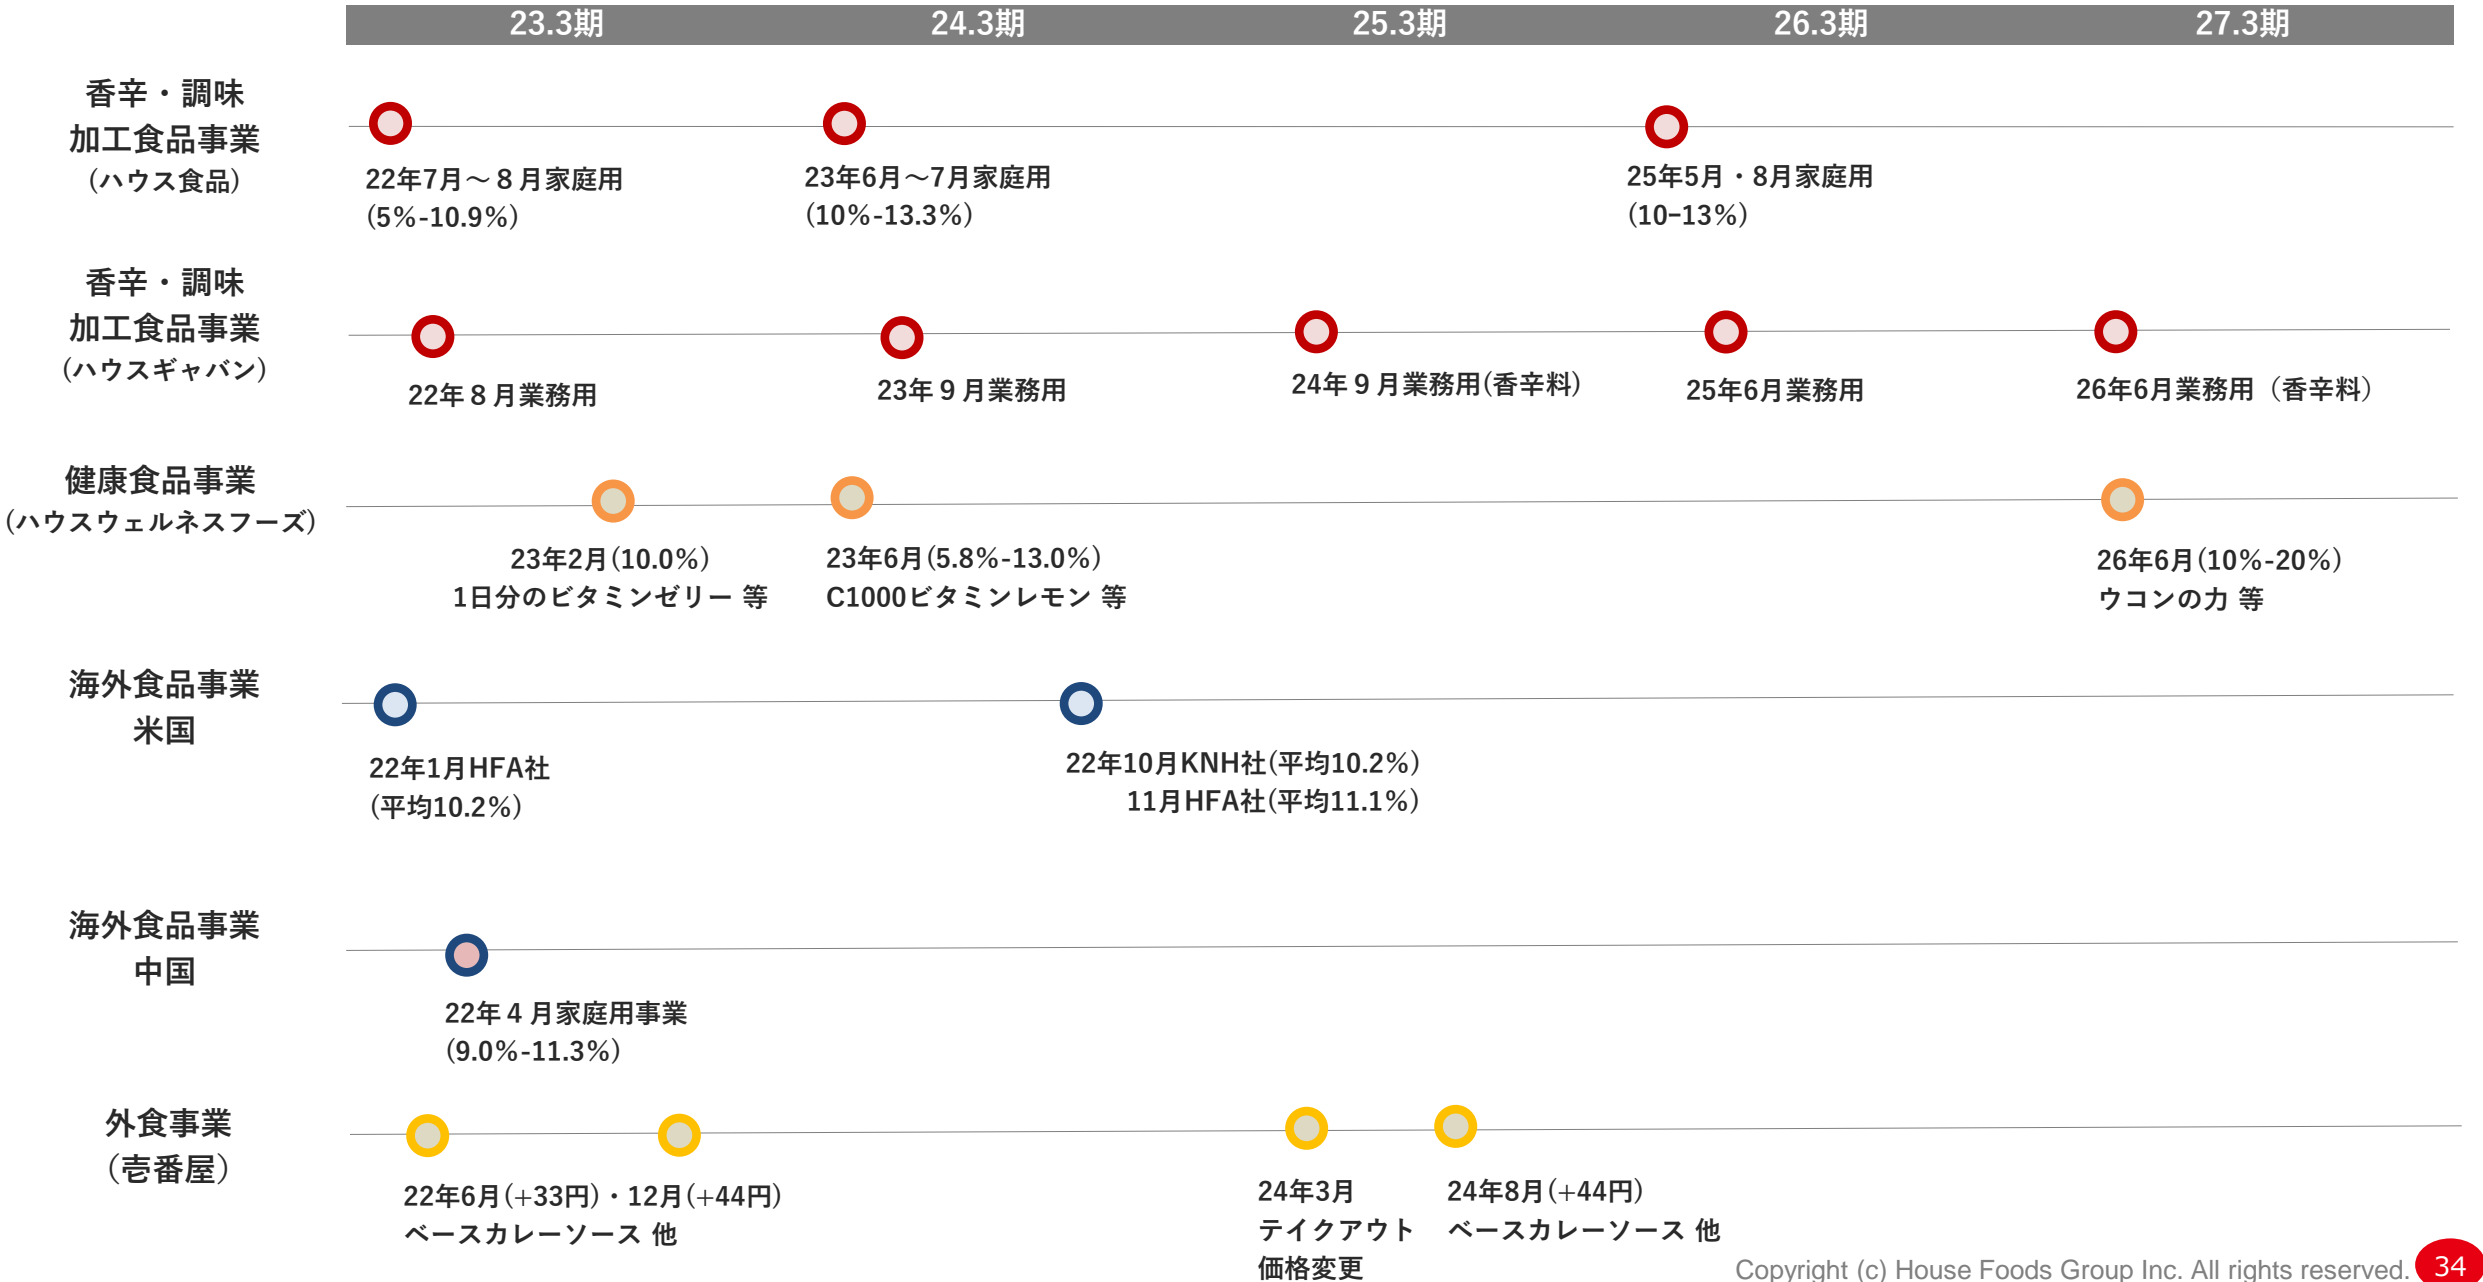 23.3期 24.3期 25.3期 26.3期 27.3期
香辛・調味
加工食品事業
(ハウス食品)
22年7月～８月家庭用
(5%-10.9%)
23年6月～7月家庭用
(10%-13.3%)
25年5月・8月家庭用
(10ｰ13%)
香辛・調味
加工食品事業
(ハウスギャバン)
22年８月業務用
23年９月業務用
24年９月業務用(香辛料)
25年6月業務用
26年6月業務用（香辛料）
健康食品事業
(ハウスウェルネスフーズ)
23年2月(10.0%)
1日分のビタミンゼリー 等
23年6月(5.8%-13.0%)
C1000ビタミンレモン 等
26年6月(10%-20%)
ウコンの力 等
海外食品事業
米国
22年1月HFA社
(平均10.2%)
22年10月KNH社(平均10.2%)
11月HFA社(平均11.1%)
海外食品事業
中国
22年４月家庭用事業
(9.0%-11.3%)
外食事業
（壱番屋）
22年6月(+33円)・12月(+44円)
ベースカレーソース 他
24年3月
テイクアウト
価格変更
24年8月(+44円)
ベースカレーソース 他
Copyright (c) House Foods Group Inc. All rights reserved.
34